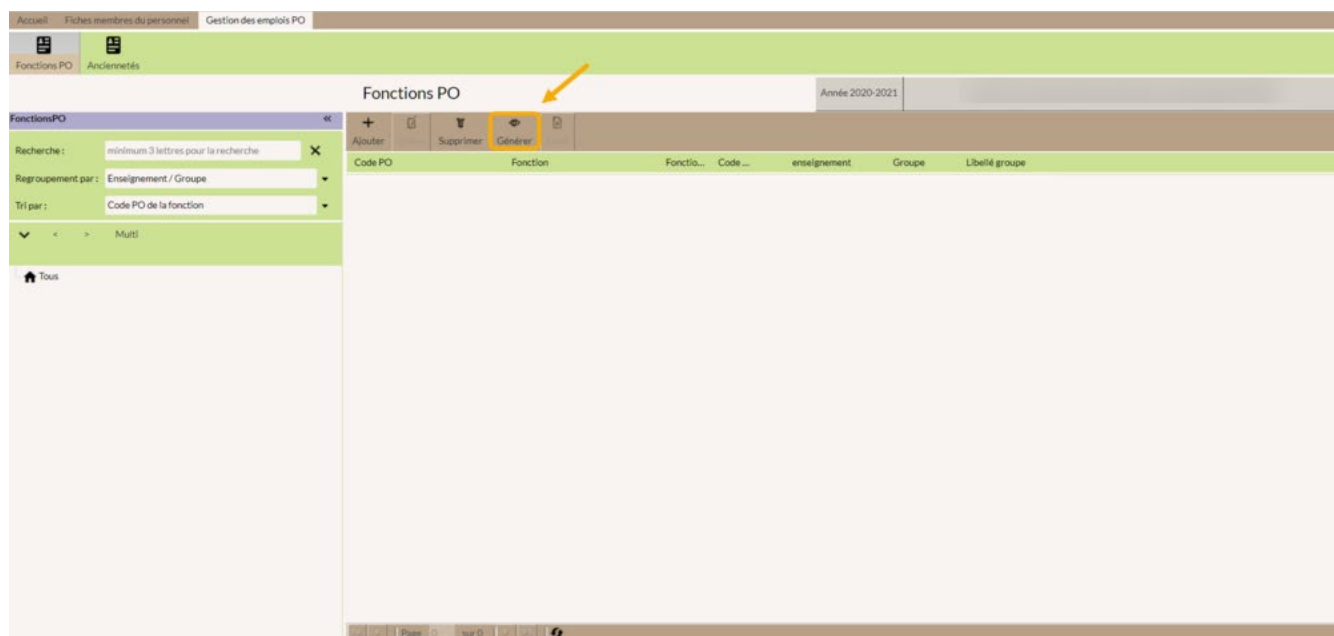 Accueil Fiches membres du personnel Gestion des emplois PO
Fonctions PO Anciennetés
Fonctions PO Année 2020-2021
FonctionsPO «
Ajouter Supprimer Générer
Recherche : minimum 3 lettres pour la recherche
Code PO Fonction Fonctio... Code ... enseignement Groupe Libellé groupe
Regroupement par : Enseignement / Groupe
Tri par : Code PO de la fonction
< > Multi
Tous
Page 0 sur 0